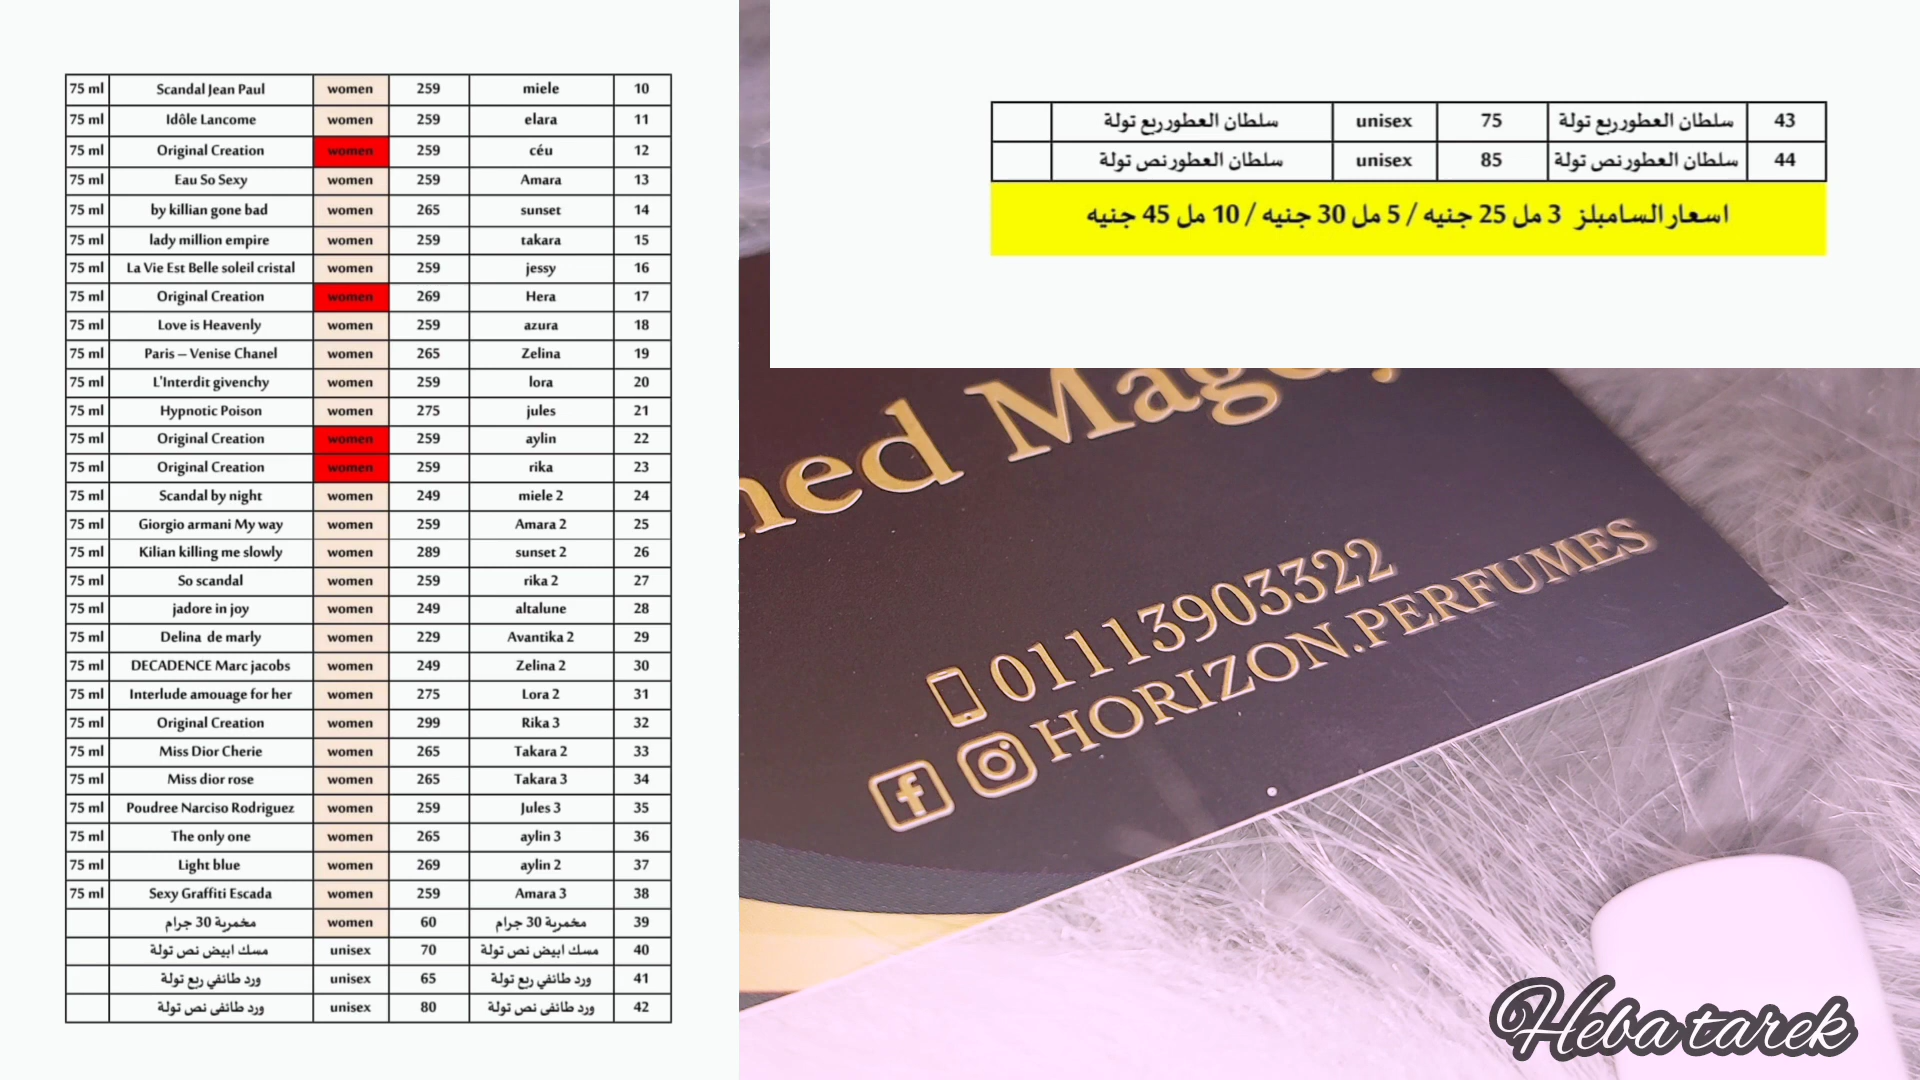 75 ml Scandal Jean Paul women 259 miele 10
75 ml Idôle Lancome women 259 elara 11
75 ml Original Creation women 259 céu 12
75 ml Eau So Sexy women 259 Amara 13
75 ml by killian gone bad women 265 sunset 14
75 ml lady million empire women 259 takara 15
75 ml La Vie Est Belle soleil cristal women 259 jessy 16
75 ml Original Creation women 269 Hera 17
75 ml Love is Heavenly women 259 azura 18
75 ml Paris – Venise Chanel women 265 Zelina 19
75 ml L'Interdit givenchy women 259 lora 20
75 ml Hypnotic Poison women 275 jules 21
75 ml Original Creation women 259 aylin 22
75 ml Original Creation women 259 rika 23
75 ml Scandal by night women 249 miele 2 24
75 ml Giorgio armani My way women 259 Amara 2 25
75 ml Kilian killing me slowly women 289 sunset 2 26
75 ml So scandal women 259 rika 2 27
75 ml jadore in joy women 249 altalune 28
75 ml Delina de marly women 229 Avantika 2 29
75 ml DECADENCE Marc jacobs women 249 Zelina 2 30
75 ml Interlude amouage for her women 275 Lora 2 31
75 ml Original Creation women 299 Rika 3 32
75 ml Miss Dior Cherie women 265 Takara 2 33
75 ml Miss dior rose women 265 Takara 3 34
75 ml Poudree Narciso Rodriguez women 259 Jules 3 35
75 ml The only one women 265 aylin 3 36
75 ml Light blue women 269 aylin 2 37
75 ml Sexy Graffiti Escada women 259 Amara 3 38
مخمرية 30 جرام women 60 مخمرية 30 جرام 39
مسك ابيض نص تولة unisex 70 مسك ابيض نص تولة 40
ورد طائفي ربع تولة unisex 65 ورد طائفي ربع تولة 41
ورد طائفى نص تولة unisex 80 ورد طائفى نص تولة 42
سلطان العطورربع تولة unisex 75 سلطان العطورربع تولة 43
سلطان العطورنص تولة unisex 85 سلطان العطورنص تولة 44
اسعار السامبلز 3 مل 25 جنيه / 5 مل 30 جنيه / 10 مل 45 جنيه
01113903322
HORIZON.PERFUMES
Heba tarek